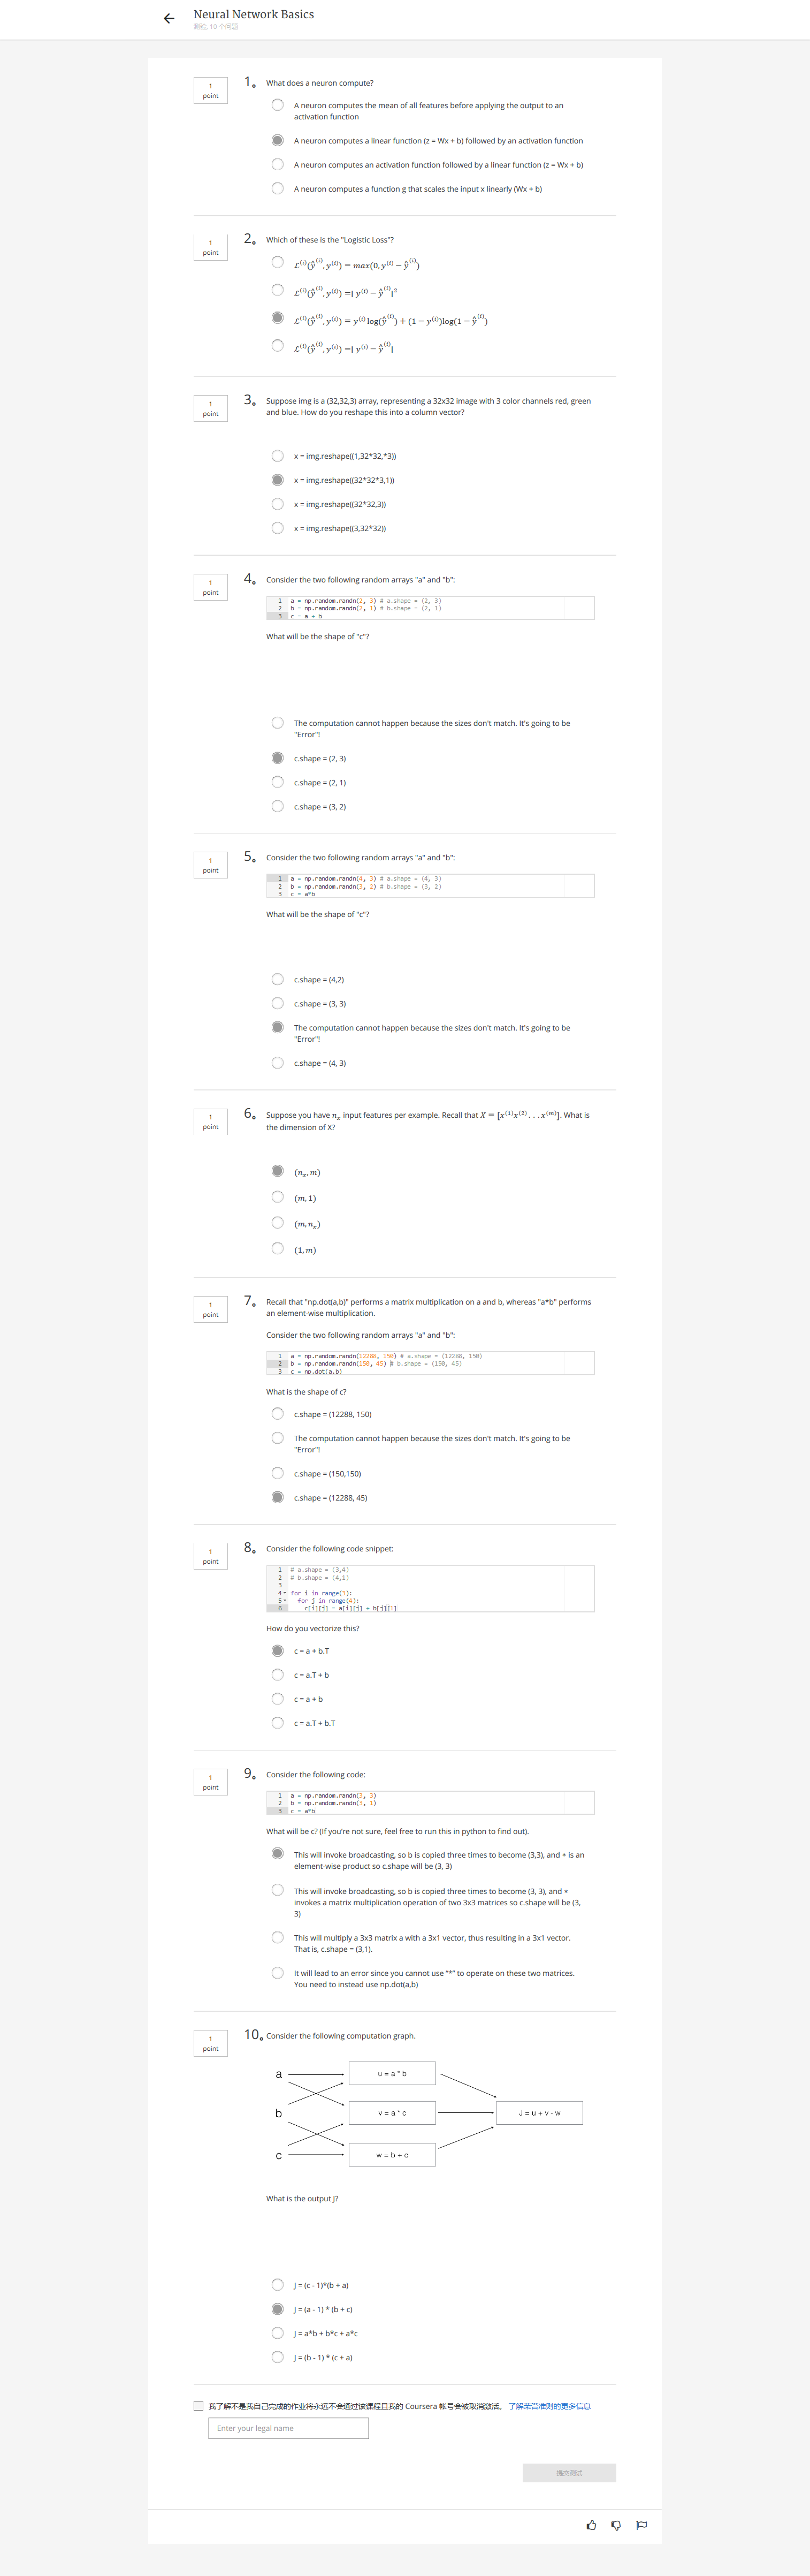 Neural Network Basics
测验, 10 个问题
1
point
1。
What does a neuron compute?
A neuron computes the mean of all features before applying the output to an
activation function
A neuron computes a linear function (z = Wx + b) followed by an activation function
A neuron computes an activation function followed by a linear function (z = Wx + b)
A neuron computes a function g that scales the input x linearly (Wx + b)
1
point
2。
Which of these is the "Logistic Loss"?
ℒ⁽ⁱ⁾(ŷ⁽ⁱ⁾, y⁽ⁱ⁾) = max(0, y⁽ⁱ⁾ − ŷ⁽ⁱ⁾)
ℒ⁽ⁱ⁾(ŷ⁽ⁱ⁾, y⁽ⁱ⁾) =∣ y⁽ⁱ⁾ − ŷ⁽ⁱ⁾∣²
ℒ⁽ⁱ⁾(ŷ⁽ⁱ⁾, y⁽ⁱ⁾) = y⁽ⁱ⁾log(ŷ⁽ⁱ⁾) + (1 − y⁽ⁱ⁾)log(1 − ŷ⁽ⁱ⁾)
ℒ⁽ⁱ⁾(ŷ⁽ⁱ⁾, y⁽ⁱ⁾) =∣ y⁽ⁱ⁾ − ŷ⁽ⁱ⁾∣
1
point
3。
Suppose img is a (32,32,3) array, representing a 32x32 image with 3 color channels red, green
and blue. How do you reshape this into a column vector?
x = img.reshape((1,32*32,*3))
x = img.reshape((32*32*3,1))
x = img.reshape((32*32,3))
x = img.reshape((3,32*32))
1
point
4。
Consider the two following random arrays "a" and "b":
1 a = np.random.randn(2, 3) # a.shape = (2, 3)
2 b = np.random.randn(2, 1) # b.shape = (2, 1)
3 c = a + b
What will be the shape of "c"?
The computation cannot happen because the sizes don't match. It's going to be
"Error"!
c.shape = (2, 3)
c.shape = (2, 1)
c.shape = (3, 2)
1
point
5。
Consider the two following random arrays "a" and "b":
1 a = np.random.randn(4, 3) # a.shape = (4, 3)
2 b = np.random.randn(3, 2) # b.shape = (3, 2)
3 c = a*b
What will be the shape of "c"?
c.shape = (4,2)
c.shape = (3, 3)
The computation cannot happen because the sizes don't match. It's going to be
"Error"!
c.shape = (4, 3)
1
point
6。
Suppose you have nₓ input features per example. Recall that X = [x⁽¹⁾x⁽²⁾. . . x⁽ᵐ⁾]. What is
the dimension of X?
(nₓ, m)
(m, 1)
(m, nₓ)
(1, m)
1
point
7。
Recall that "np.dot(a,b)" performs a matrix multiplication on a and b, whereas "a*b" performs
an element-wise multiplication.
Consider the two following random arrays "a" and "b":
1 a = np.random.randn(12288, 150) # a.shape = (12288, 150)
2 b = np.random.randn(150, 45) # b.shape = (150, 45)
3 c = np.dot(a,b)
What is the shape of c?
c.shape = (12288, 150)
The computation cannot happen because the sizes don't match. It's going to be
"Error"!
c.shape = (150,150)
c.shape = (12288, 45)
1
point
8。
Consider the following code snippet:
1 # a.shape = (3,4)
2 # b.shape = (4,1)
3
4 for i in range(3):
5 for j in range(4):
6 c[i][j] = a[i][j] + b[j][1]
How do you vectorize this?
c = a + b.T
c = a.T + b
c = a + b
c = a.T + b.T
1
point
9。
Consider the following code:
1 a = np.random.randn(3, 3)
2 b = np.random.randn(3, 1)
3 c = a*b
What will be c? (If you're not sure, feel free to run this in python to find out).
This will invoke broadcasting, so b is copied three times to become (3,3), and ∗ is an
element-wise product so c.shape will be (3, 3)
This will invoke broadcasting, so b is copied three times to become (3, 3), and ∗
invokes a matrix multiplication operation of two 3x3 matrices so c.shape will be (3,
3)
This will multiply a 3x3 matrix a with a 3x1 vector, thus resulting in a 3x1 vector.
That is, c.shape = (3,1).
It will lead to an error since you cannot use "*" to operate on these two matrices.
You need to instead use np.dot(a,b)
1
point
10。
Consider the following computation graph.
a
u = a * b
b
v = a * c
J = u + v - w
c
w = b + c
What is the output J?
J = (c - 1)*(b + a)
J = (a - 1) * (b + c)
J = a*b + b*c + a*c
J = (b - 1) * (c + a)
我了解不是我自己完成的作业将永远不会通过该课程且我的 Coursera 帐号会被取消激活。 了解荣誉准则的更多信息
Enter your legal name
提交测试